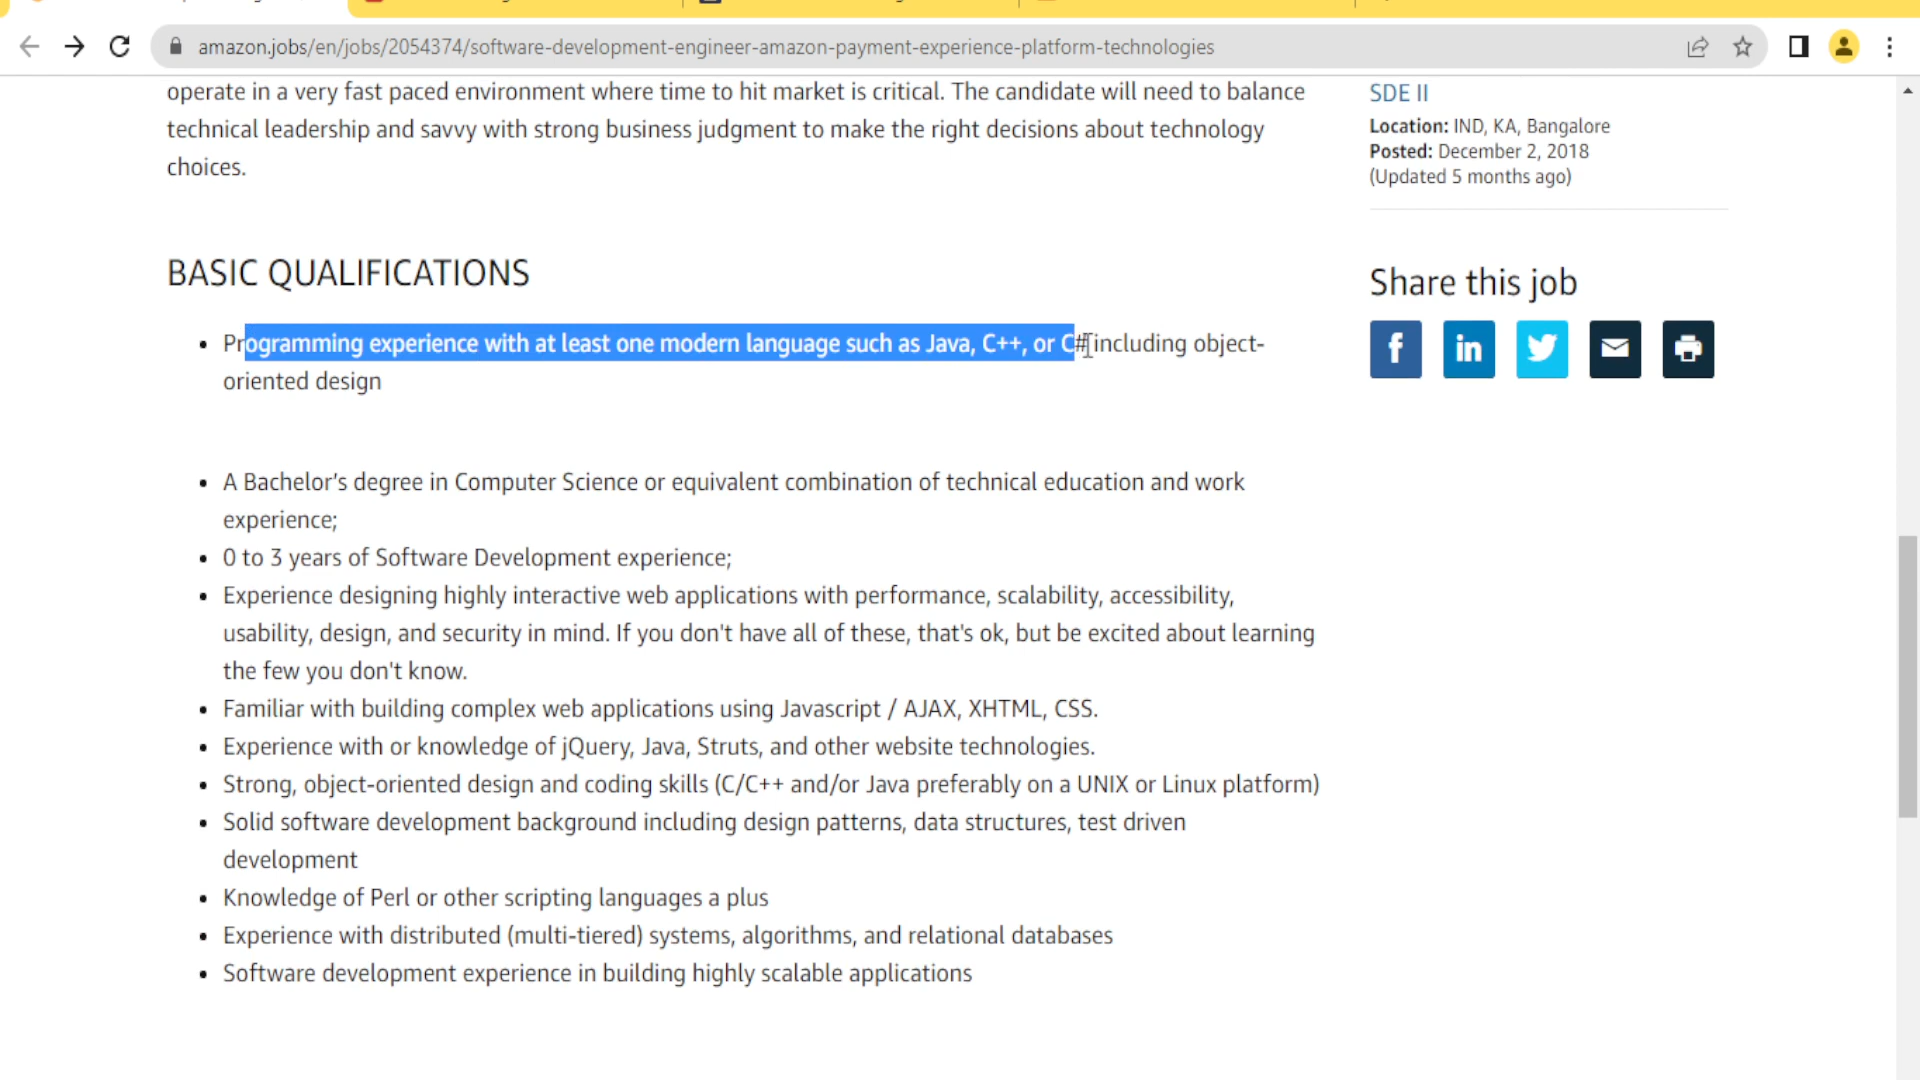 amazon.jobs/en/jobs/2054374/software-development-engineer-amazon-payment-experience-platform-technologies
operate in a very fast paced environment where time to hit market is critical. The candidate will need to balance
technical leadership and savvy with strong business judgment to make the right decisions about technology
choices.
BASIC QUALIFICATIONS
• Programming experience with at least one modern language such as Java, C++, or C# including object-
oriented design
• A Bachelor's degree in Computer Science or equivalent combination of technical education and work
experience;
• 0 to 3 years of Software Development experience;
• Experience designing highly interactive web applications with performance, scalability, accessibility,
usability, design, and security in mind. If you don't have all of these, that's ok, but be excited about learning
the few you don't know.
• Familiar with building complex web applications using Javascript / AJAX, XHTML, CSS.
• Experience with or knowledge of jQuery, Java, Struts, and other website technologies.
• Strong, object-oriented design and coding skills (C/C++ and/or Java preferably on a UNIX or Linux platform)
• Solid software development background including design patterns, data structures, test driven
development
• Knowledge of Perl or other scripting languages a plus
• Experience with distributed (multi-tiered) systems, algorithms, and relational databases
• Software development experience in building highly scalable applications
SDE II
Location: IND, KA, Bangalore
Posted: December 2, 2018
(Updated 5 months ago)
Share this job
f
in